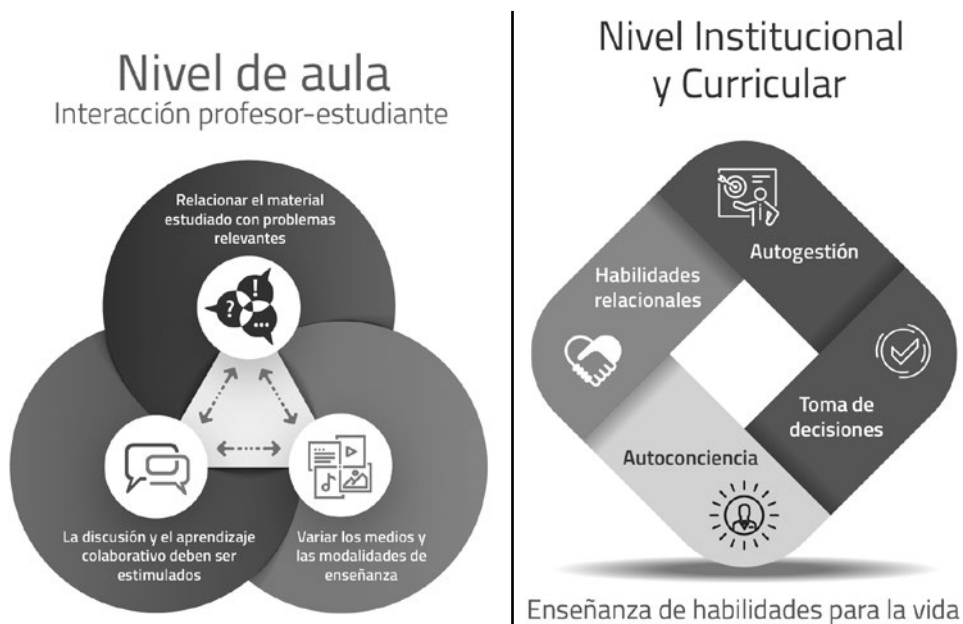 Nivel de aula
Interacción profesor-estudiante
Relacionar el material
estudiado con problemas
relevantes
La discusión y el aprendizaje
colaborativo deben ser
estimulados
Variar los medios y
las modalidades de
enseñanza
Nivel Institucional
y Curricular
Autogestión
Habilidades
relacionales
Toma de
decisiones
Autoconciencia
Enseñanza de habilidades para la vida